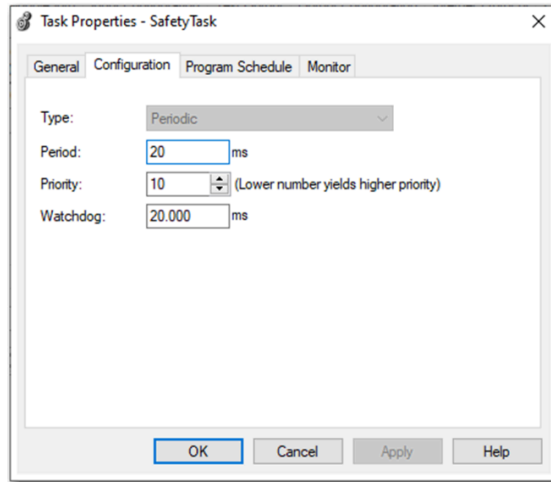 Task Properties - SafetyTask
General Configuration Program Schedule Monitor
Type: Periodic
Period: 20 ms
Priority: 10 (Lower number yields higher priority)
Watchdog: 20.000 ms
OK Cancel Apply Help